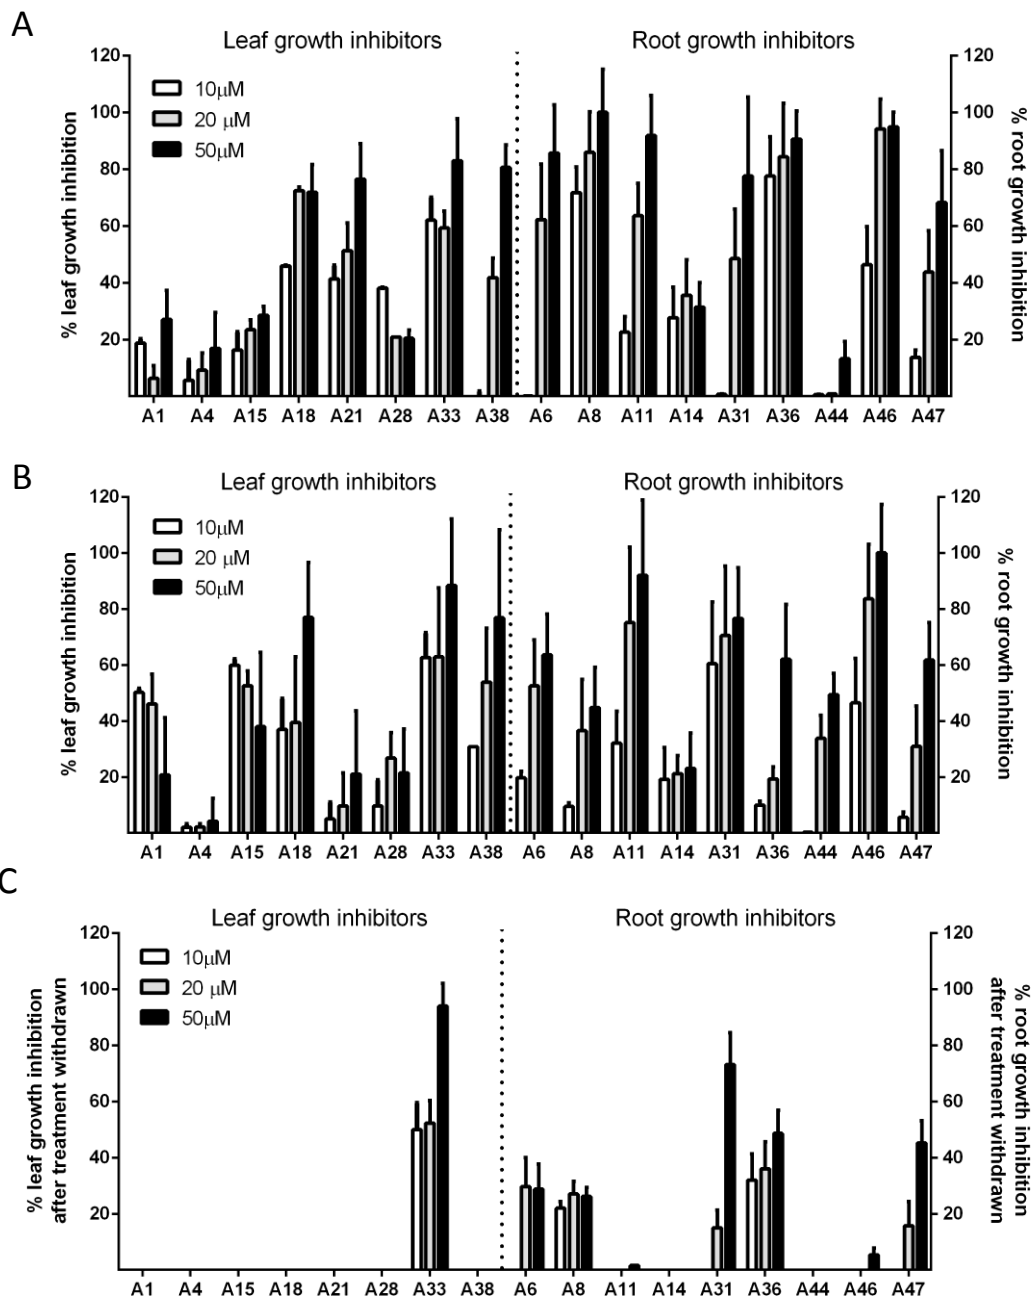 A
Leaf growth inhibitors
Root growth inhibitors
10μM
20 μM
50μM
120
100
80
60
40
20
% leaf growth inhibition
120
100
80
60
40
20
% root growth inhibition
A1 A4 A15 A18 A21 A28 A33 A38 A6 A8 A11 A14 A31 A36 A44 A46 A47
B
Leaf growth inhibitors
Root growth inhibitors
10μM
20 μM
50μM
120
100
80
60
40
20
% leaf growth inhibition
120
100
80
60
40
20
% root growth inhibition
A1 A4 A15 A18 A21 A28 A33 A38 A6 A8 A11 A14 A31 A36 A44 A46 A47
C
Leaf growth inhibitors
Root growth inhibitors
10μM
20 μM
50μM
120
100
80
60
40
20
% leaf growth inhibition
after treatment withdrawn
120
100
80
60
40
20
% root growth inhibition
after treatment withdrawn
A1 A4 A15 A18 A21 A28 A33 A38 A6 A8 A11 A14 A31 A36 A44 A46 A47